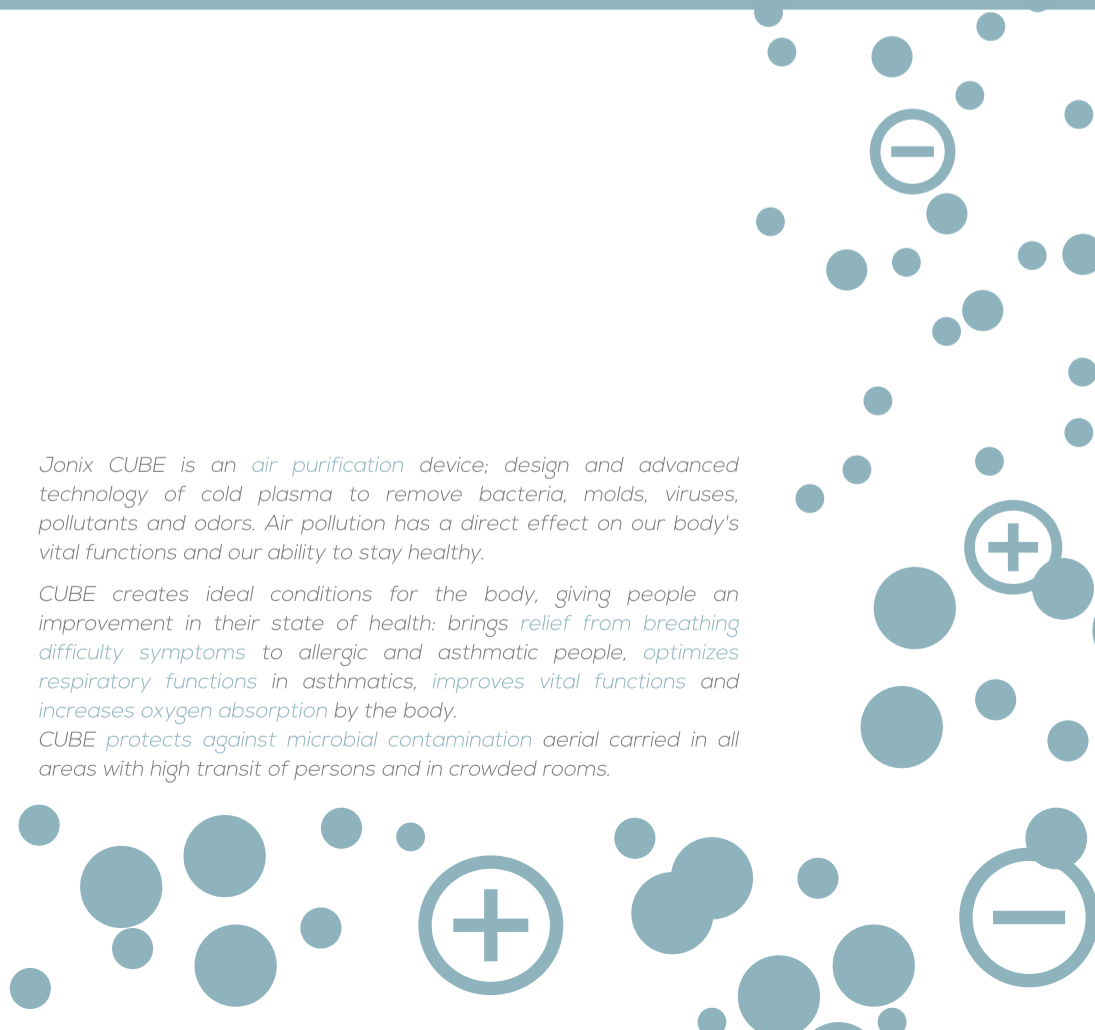 Jonix CUBE is an air purification device; design and advanced
technology of cold plasma to remove bacteria, molds, viruses,
pollutants and odors. Air pollution has a direct effect on our body's
vital functions and our ability to stay healthy.
CUBE creates ideal conditions for the body, giving people an
improvement in their state of health: brings relief from breathing
difficulty symptoms to allergic and asthmatic people, optimizes
respiratory functions in asthmatics, improves vital functions and
increases oxygen absorption by the body.
CUBE protects against microbial contamination aerial carried in all
areas with high transit of persons and in crowded rooms.